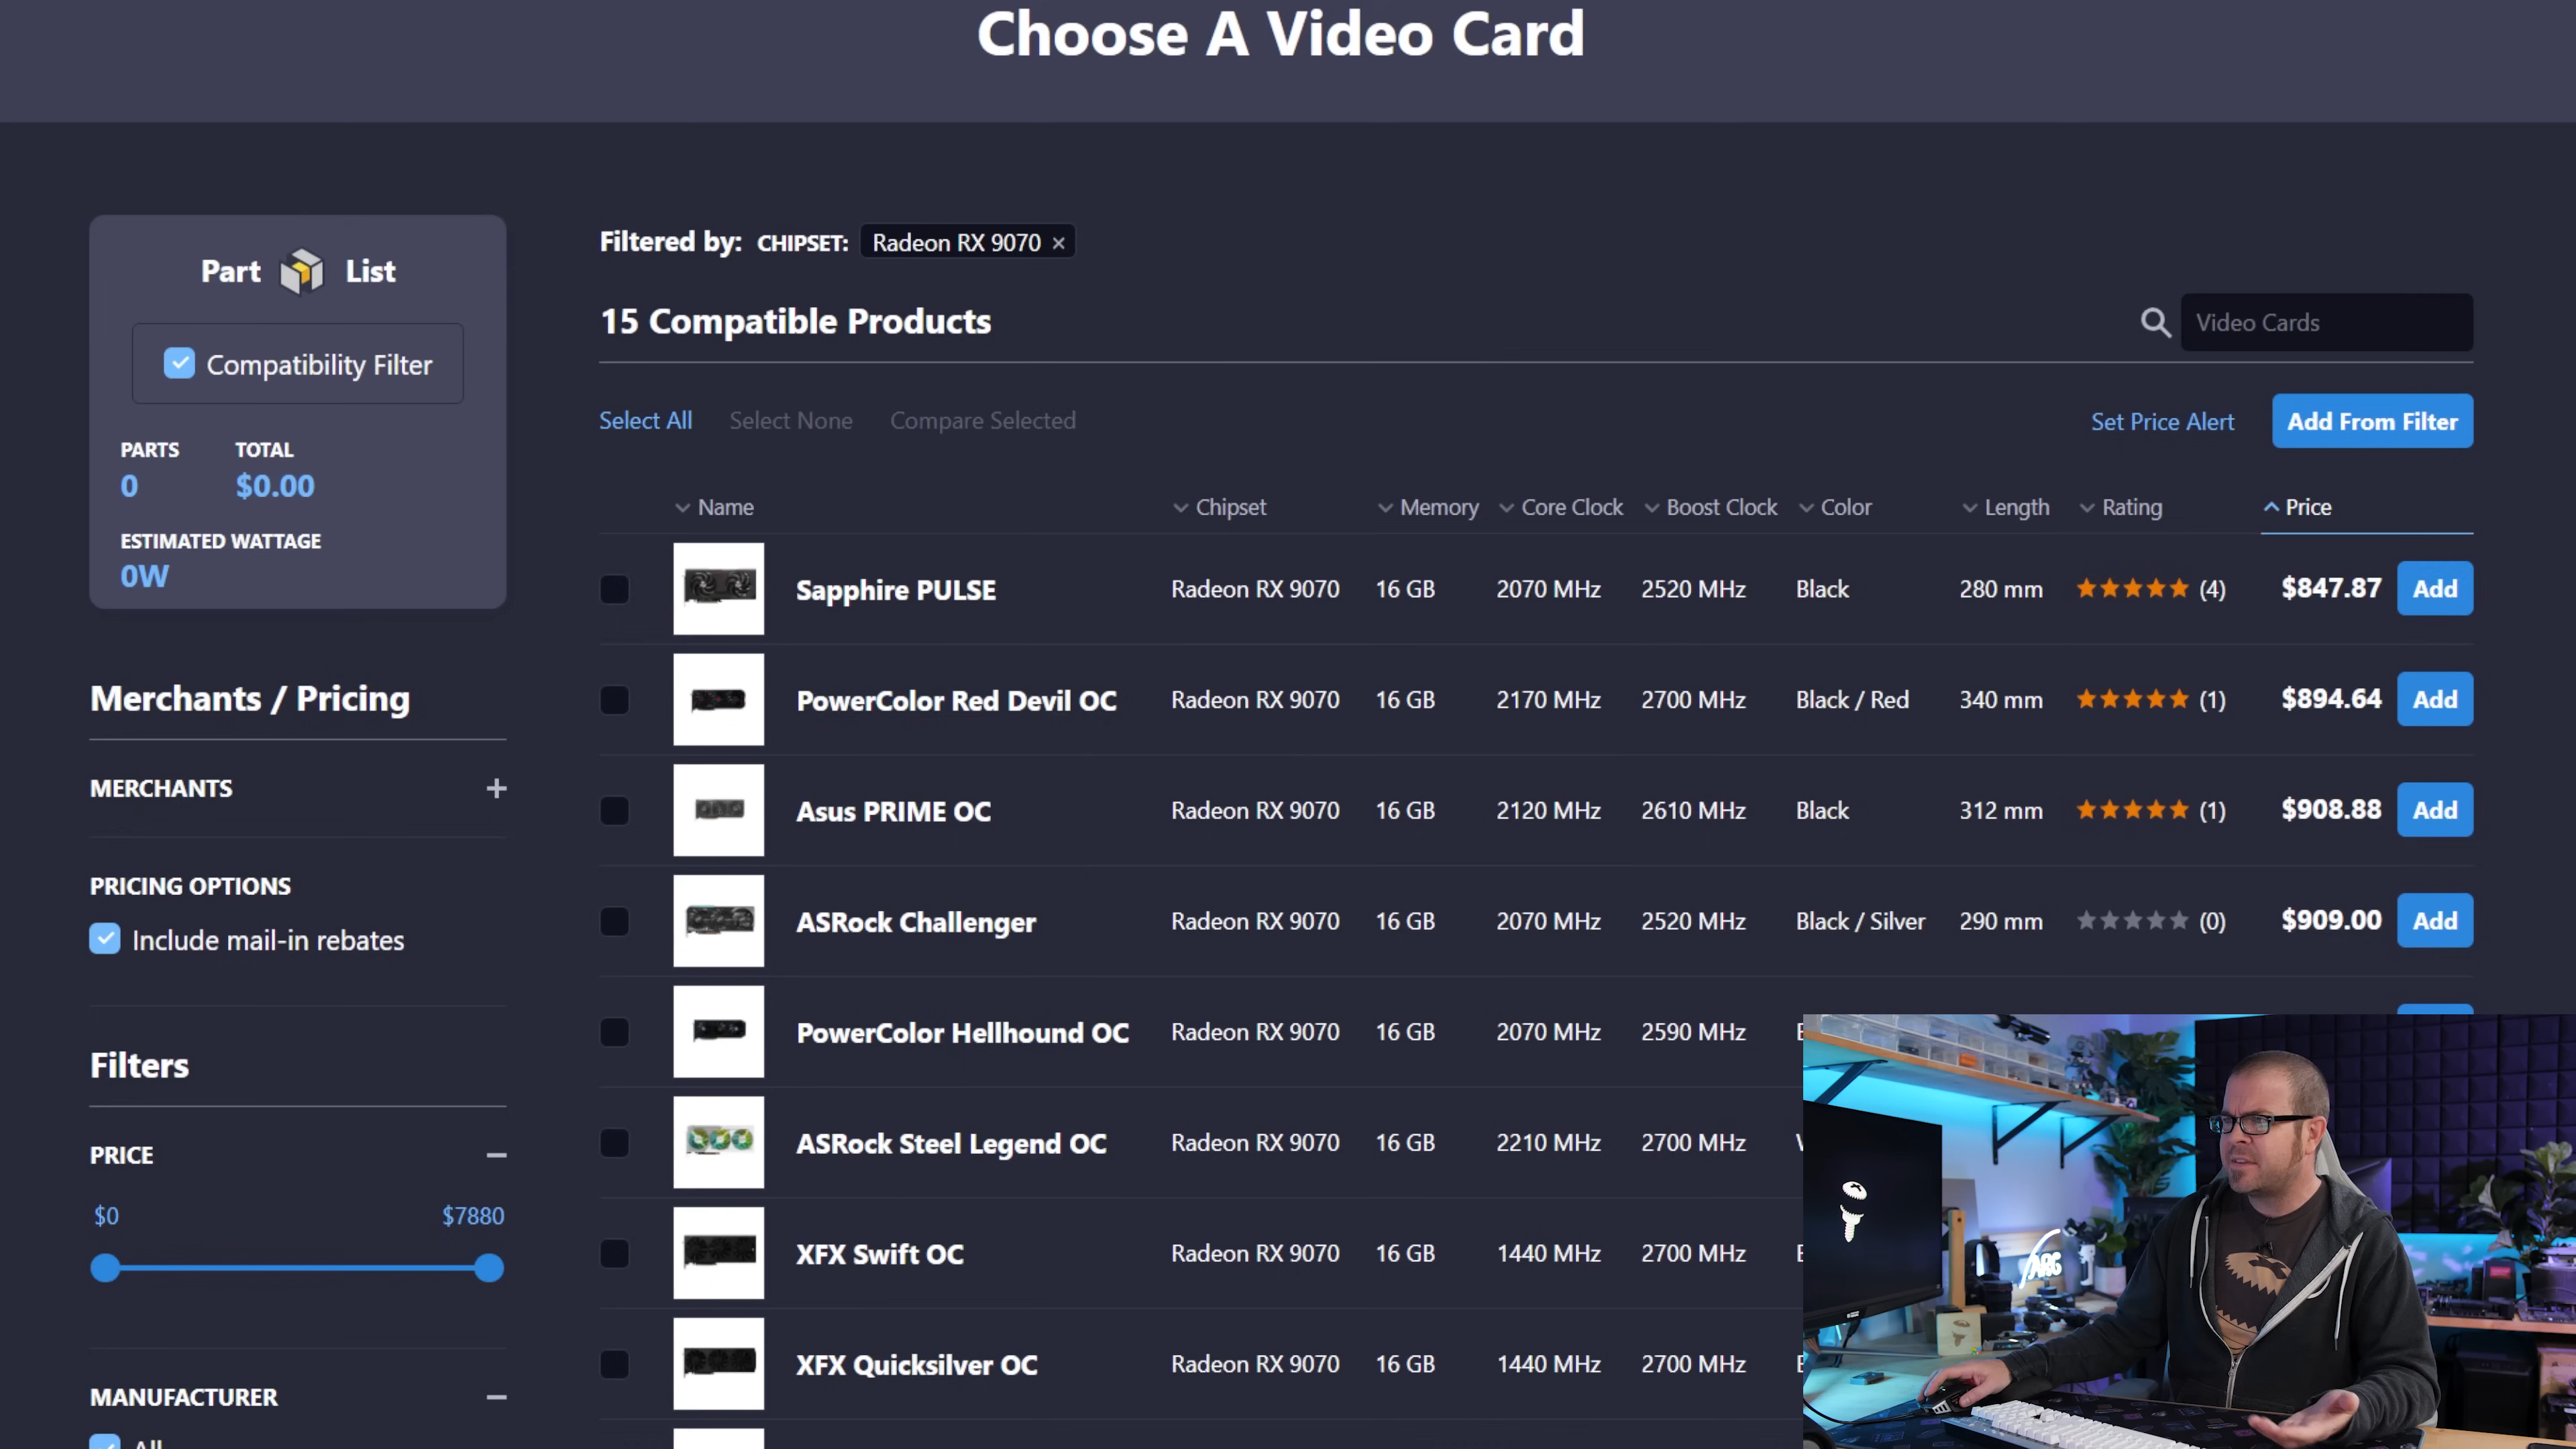 Choose A Video Card
Part List
Compatibility Filter
PARTS TOTAL
0 $0.00
ESTIMATED WATTAGE
0W
Merchants / Pricing
MERCHANTS
PRICING OPTIONS
Include mail-in rebates
Filters
PRICE
$0 $7880
MANUFACTURER
All
Filtered by: CHIPSET: Radeon RX 9070 ×
15 Compatible Products
Video Cards
Select All Select None Compare Selected
Set Price Alert Add From Filter
Name Chipset Memory Core Clock Boost Clock Color Length Rating Price
Sapphire PULSE Radeon RX 9070 16 GB 2070 MHz 2520 MHz Black 280 mm (4) $847.87 Add
PowerColor Red Devil OC Radeon RX 9070 16 GB 2170 MHz 2700 MHz Black / Red 340 mm (1) $894.64 Add
Asus PRIME OC Radeon RX 9070 16 GB 2120 MHz 2610 MHz Black 312 mm (1) $908.88 Add
ASRock Challenger Radeon RX 9070 16 GB 2070 MHz 2520 MHz Black / Silver 290 mm (0) $909.00 Add
PowerColor Hellhound OC Radeon RX 9070 16 GB 2070 MHz 2590 MHz
ASRock Steel Legend OC Radeon RX 9070 16 GB 2210 MHz 2700 MHz
XFX Swift OC Radeon RX 9070 16 GB 1440 MHz 2700 MHz
XFX Quicksilver OC Radeon RX 9070 16 GB 1440 MHz 2700 MHz